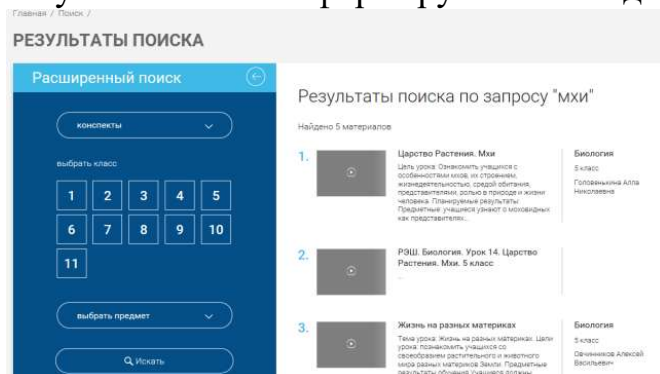 Главная / Поиск /
РЕЗУЛЬТАТЫ ПОИСКА
Расширенный поиск
конспекты
выбрать класс
1 2 3 4 5
6 7 8 9 10
11
выбрать предмет
Искать
Результаты поиска по запросу "мхи"
Найдено 5 материалов
1.
Царство Растения. Мхи
Цель урока: Ознакомить учащихся с
особенностями мхов, их строением,
жизнедеятельностью, средой обитания,
представителями, ролью в природе и жизни
человека. Планируемые результаты:
Предметные: учащиеся узнают о моховидных
как представителях...
Биология
5 класс
Головенькина Алла
Николаевна
2.
РЭШ. Биология. Урок 14. Царство
Растения. Мхи. 5 класс
...
3.
Жизнь на разных материках
Тема урока: Жизнь на разных материках. Цели
урока: познакомить учащихся со
своеобразием растительного и животного
мира разных материков Земли. Предметные
результаты обучения Учащиеся должны
Биология
5 класс
Овчинников Алексей
Васильевич